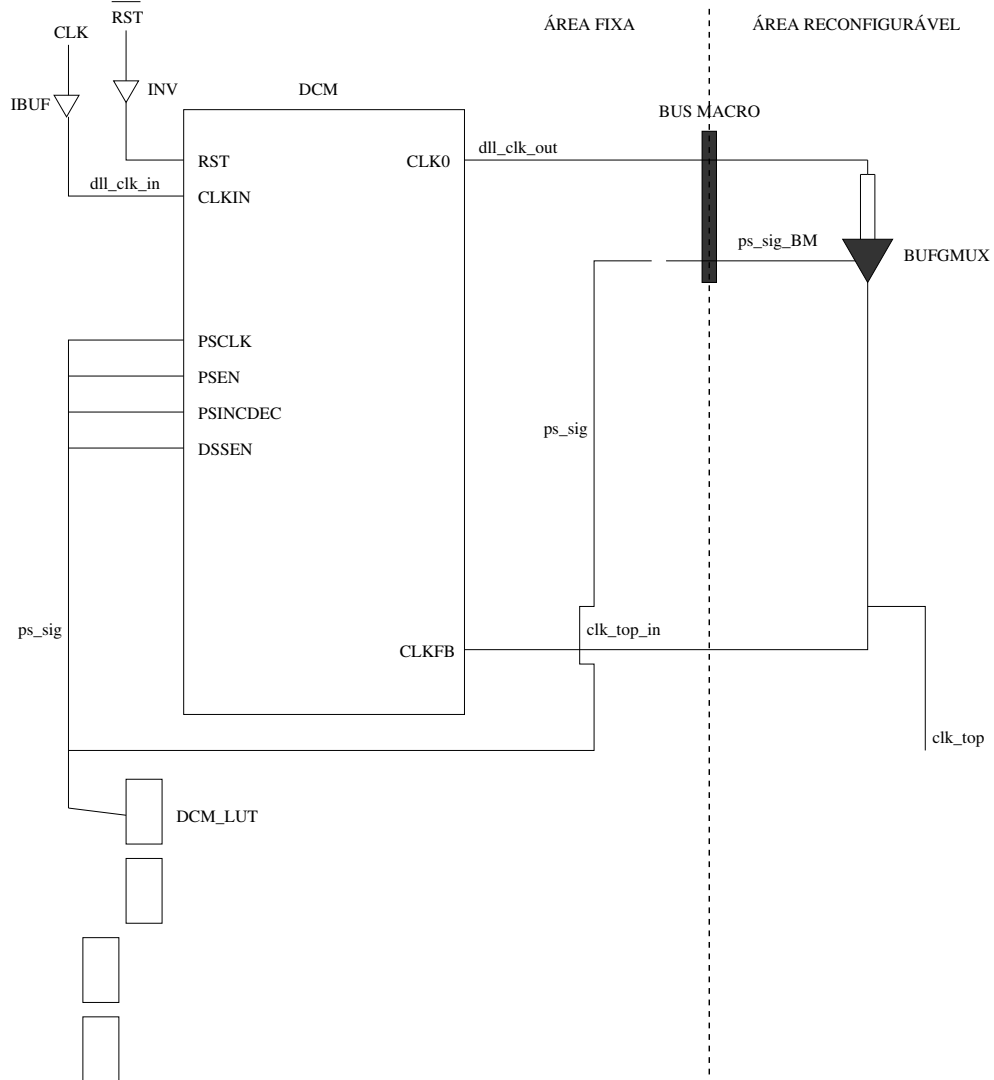 RST
CLK
ÁREA FIXA
ÁREA RECONFIGURÁVEL
IBUF
INV
DCM
BUS MACRO
dll_clk_in
RST
CLKIN
CLK0
dll_clk_out
ps_sig_BM
BUFGMUX
PSCLK
PSEN
PSINCDEC
DSSEN
ps_sig
ps_sig
CLKFB
clk_top_in
clk_top
DCM_LUT